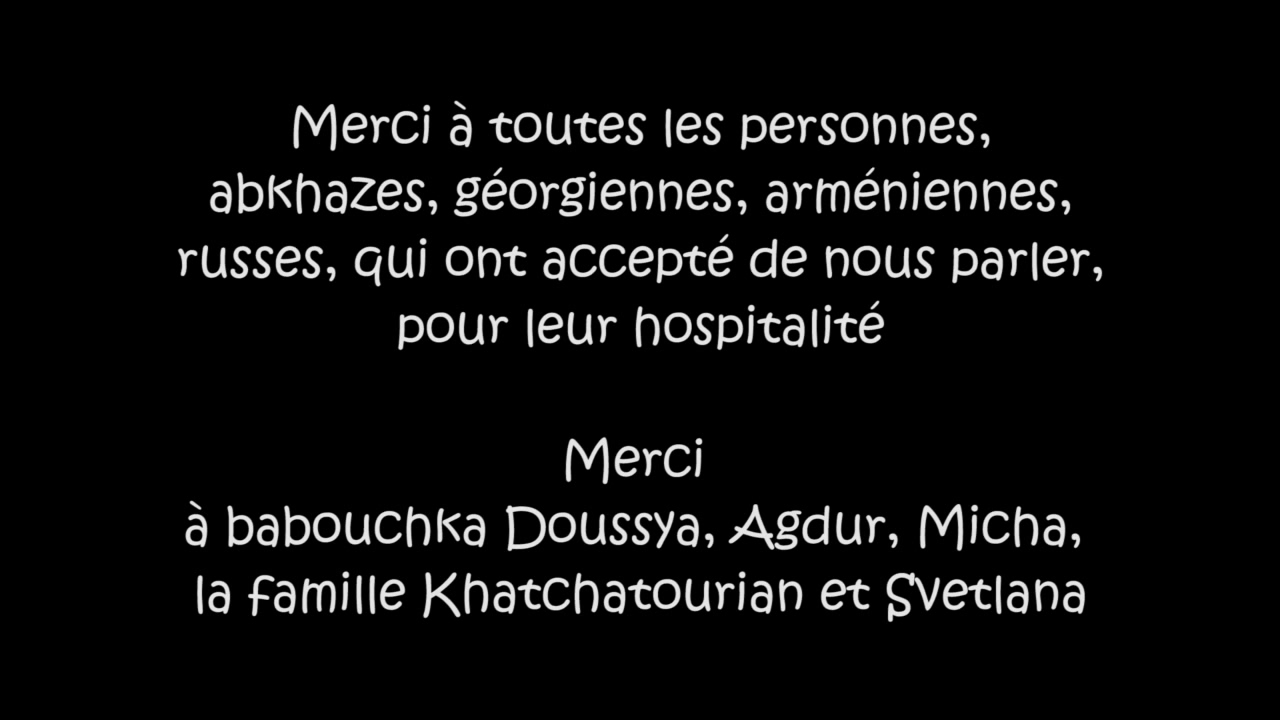 Merci à toutes les personnes,
abkhazes, géorgiennes, arméniennes,
russes, qui ont accepté de nous parler,
pour leur hospitalité
Merci
à babouchka Doussya, Agdur, Micha,
la famille Khatchatourian et Svetlana